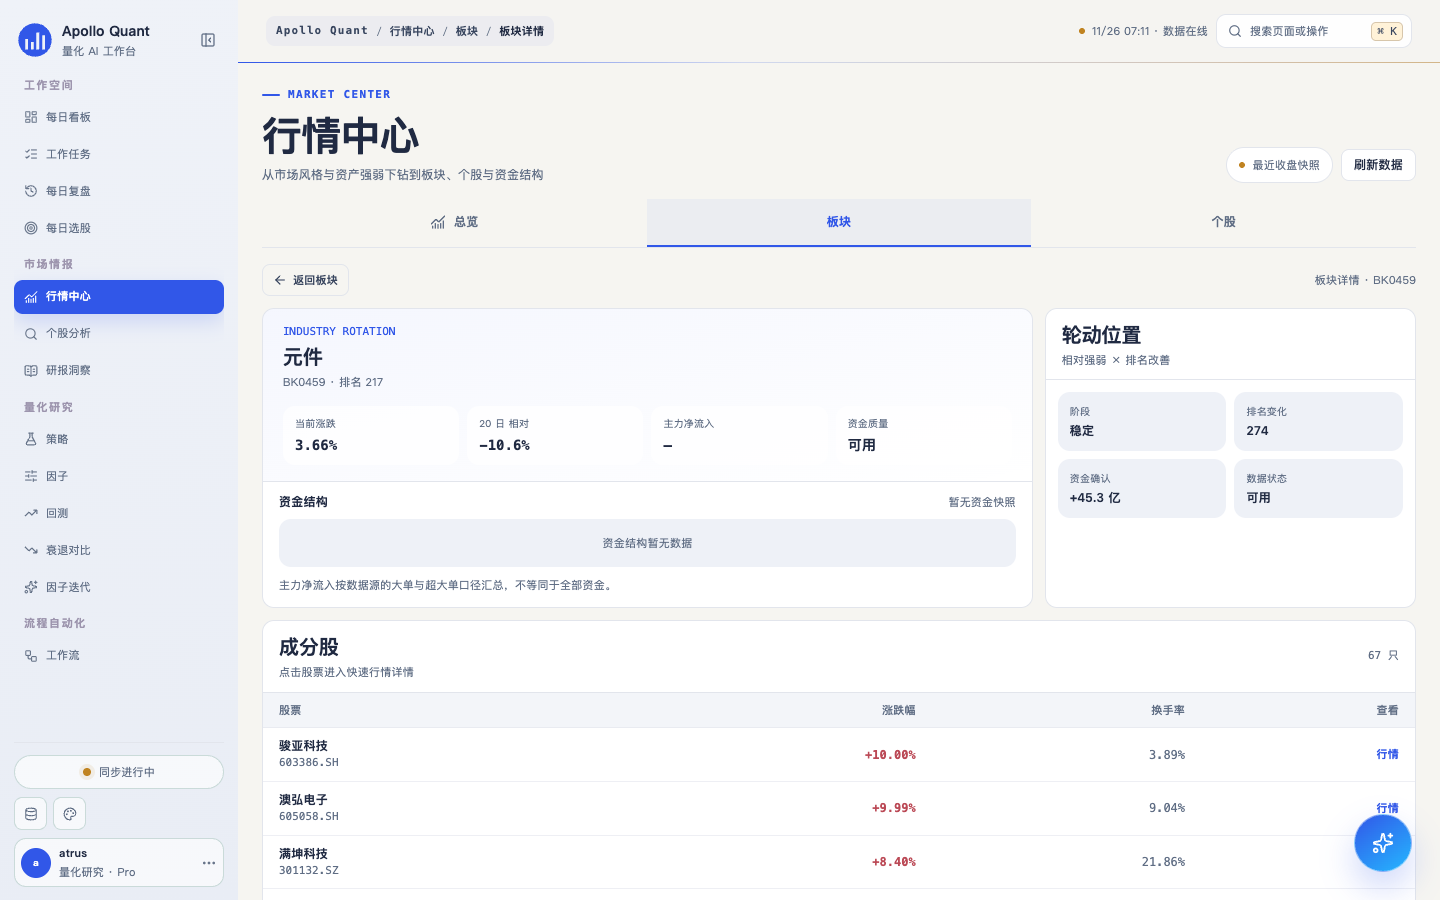 Apollo Quant
量化 AI 工作台
工作空间
每日看板
工作任务
每日复盘
每日选股
市场情报
行情中心
个股分析
研报洞察
量化研究
策略
因子
回测
衰退对比
因子迭代
流程自动化
工作流
同步进行中
a
atrus
量化研究 · Pro
Apollo Quant / 行情中心 / 板块 / 板块详情
11/26 07:11 · 数据在线
搜索页面或操作
⌘ K
MARKET CENTER
行情中心
从市场风格与资产强弱下钻到板块、个股与资金结构
最近收盘快照
刷新数据
总览
板块
个股
返回板块
板块详情 · BK0459
INDUSTRY ROTATION
元件
BK0459 · 排名 217
当前涨跌
3.66%
20 日 相对
−10.6%
主力净流入
—
资金质量
可用
资金结构
暂无资金快照
资金结构暂无数据
主力净流入按数据源的大单与超大单口径汇总，不等同于全部资金。
轮动位置
相对强弱 × 排名改善
阶段
稳定
排名变化
274
资金确认
+45.3 亿
数据状态
可用
成分股
点击股票进入快速行情详情
67 只
股票 涨跌幅 换手率 查看
骏亚科技
603386.SH
+10.00% 3.89% 行情
澳弘电子
605058.SH
+9.99% 9.04% 行情
满坤科技
301132.SZ
+8.40% 21.86%